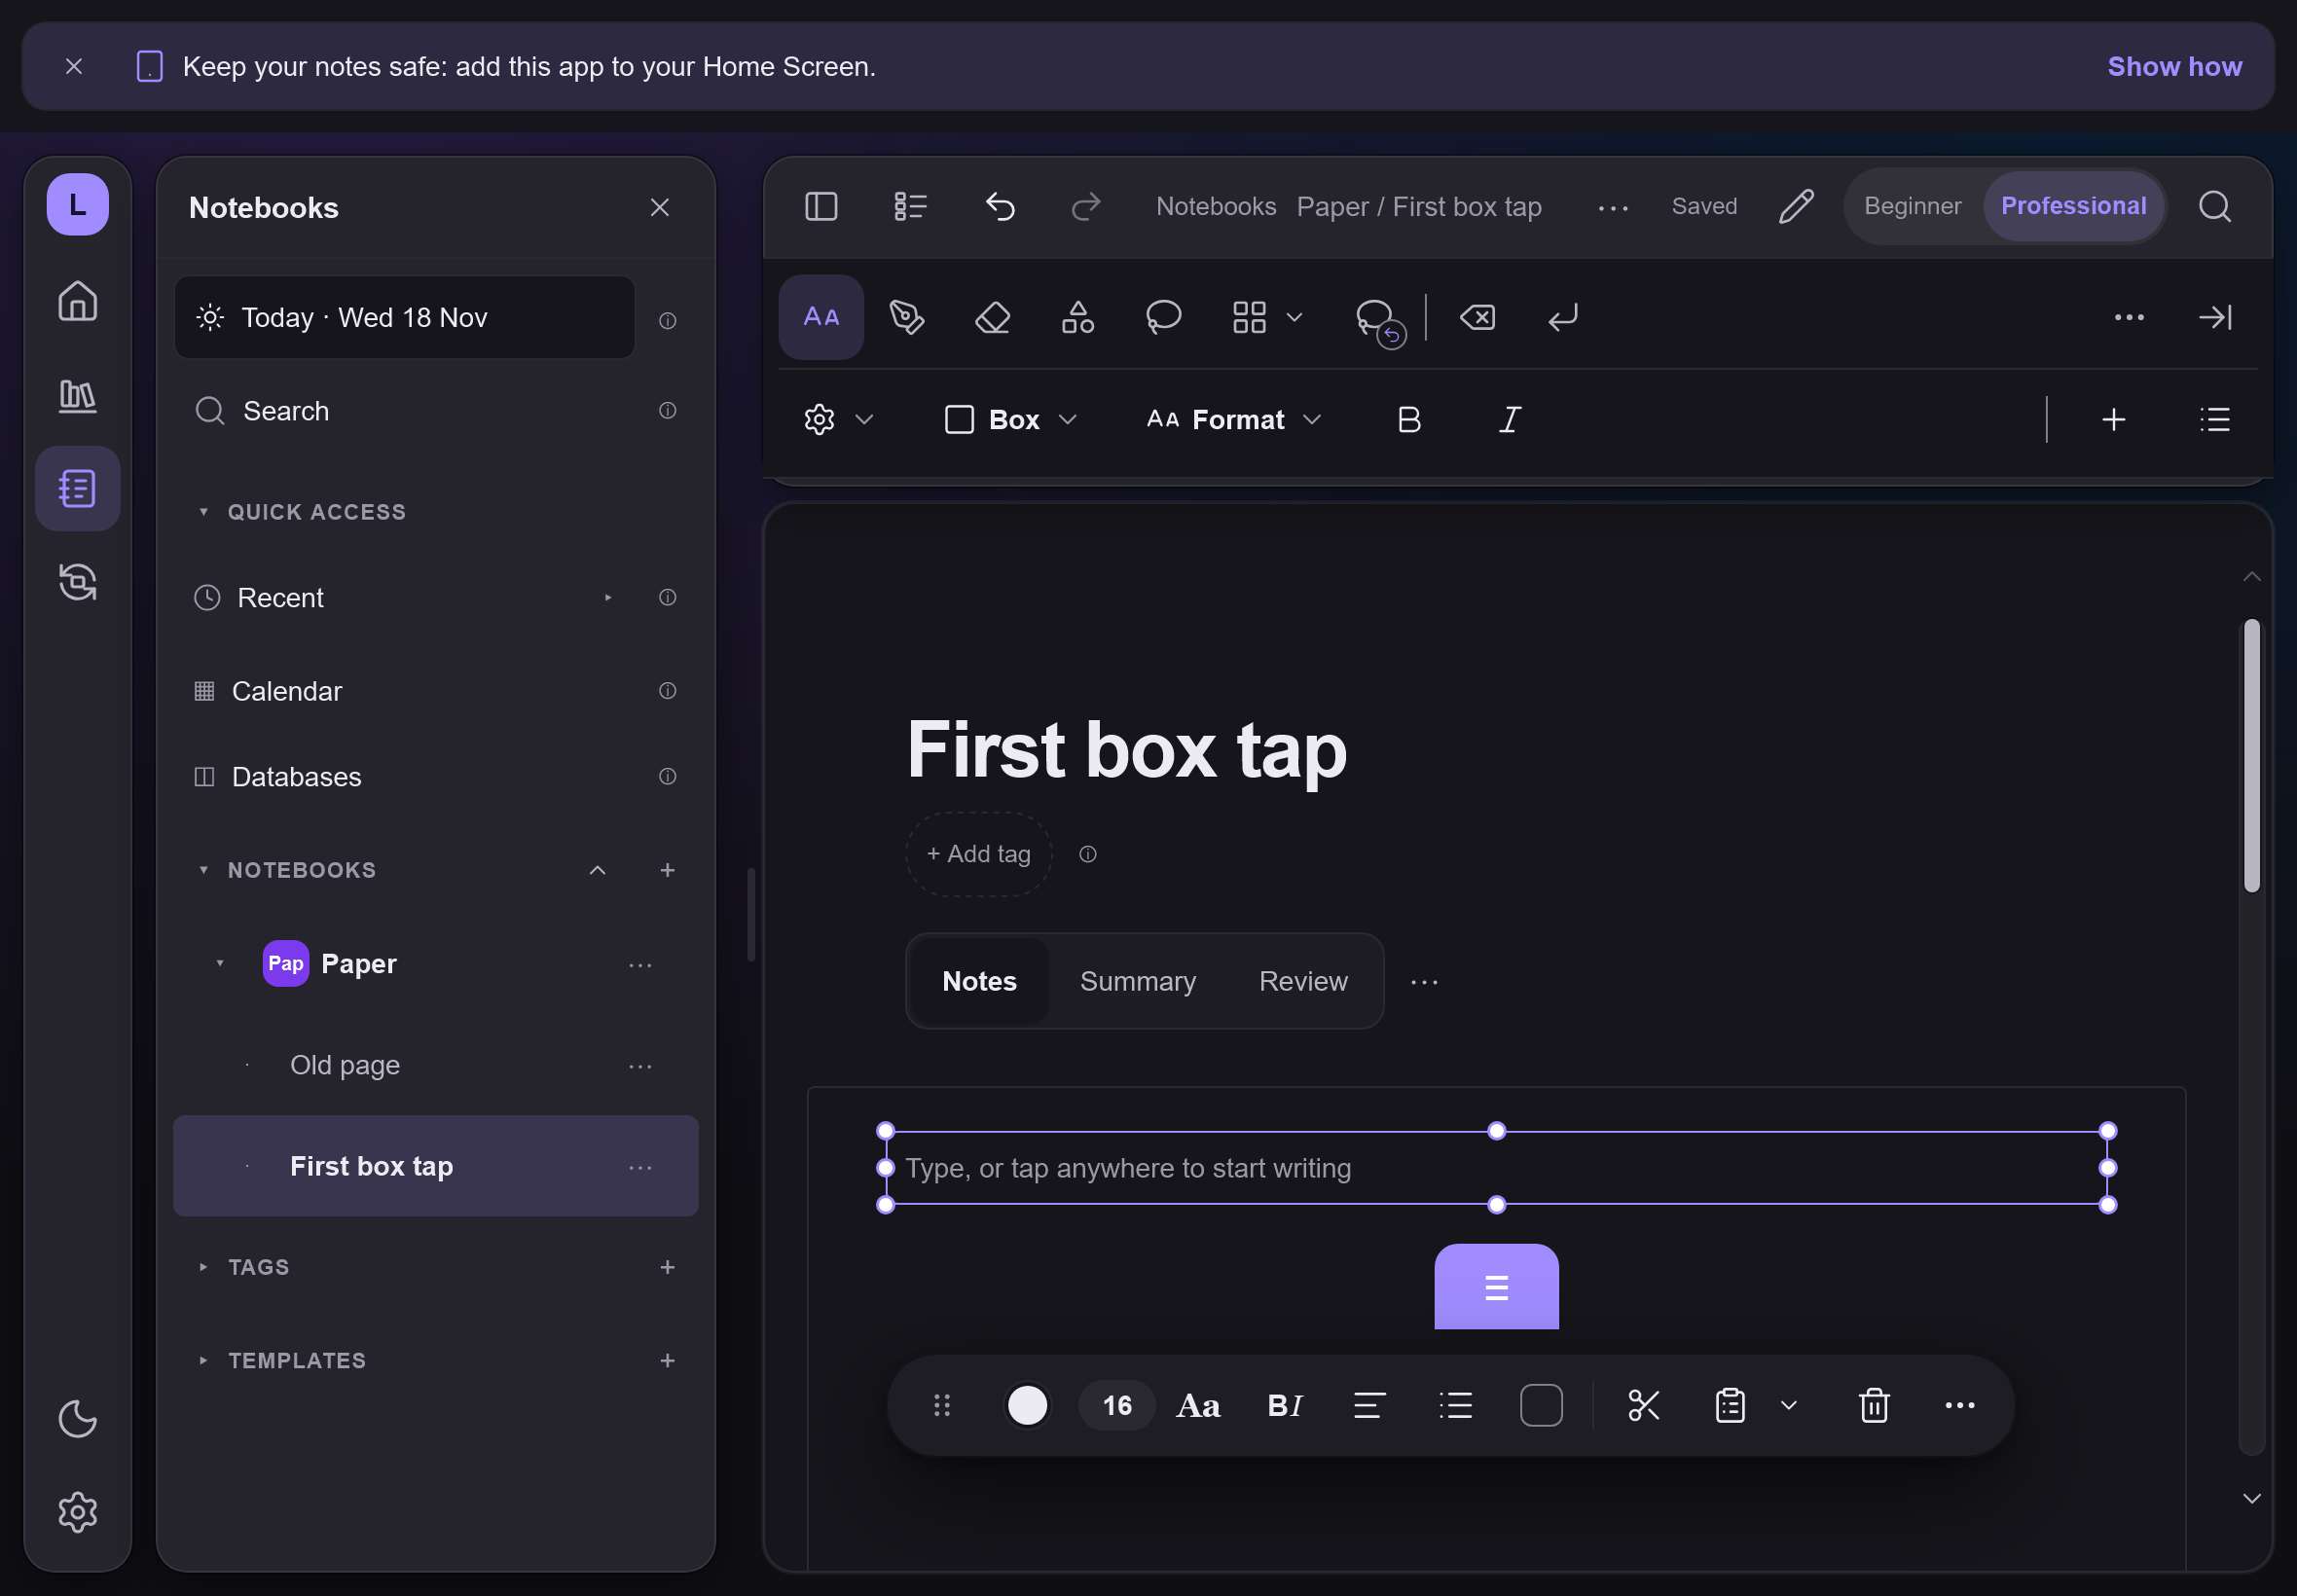 Keep your notes safe: add this app to your Home Screen.
Show how
L
Notebooks
Today · Wed 18 Nov
Search
QUICK ACCESS
Recent
Calendar
Databases
NOTEBOOKS
Pap Paper
Old page
First box tap
TAGS
TEMPLATES
Notebooks Paper / First box tap
Saved
Beginner Professional
Box
Format
B I
First box tap
+ Add tag
Notes Summary Review
Type, or tap anywhere to start writing
16 Aa BI